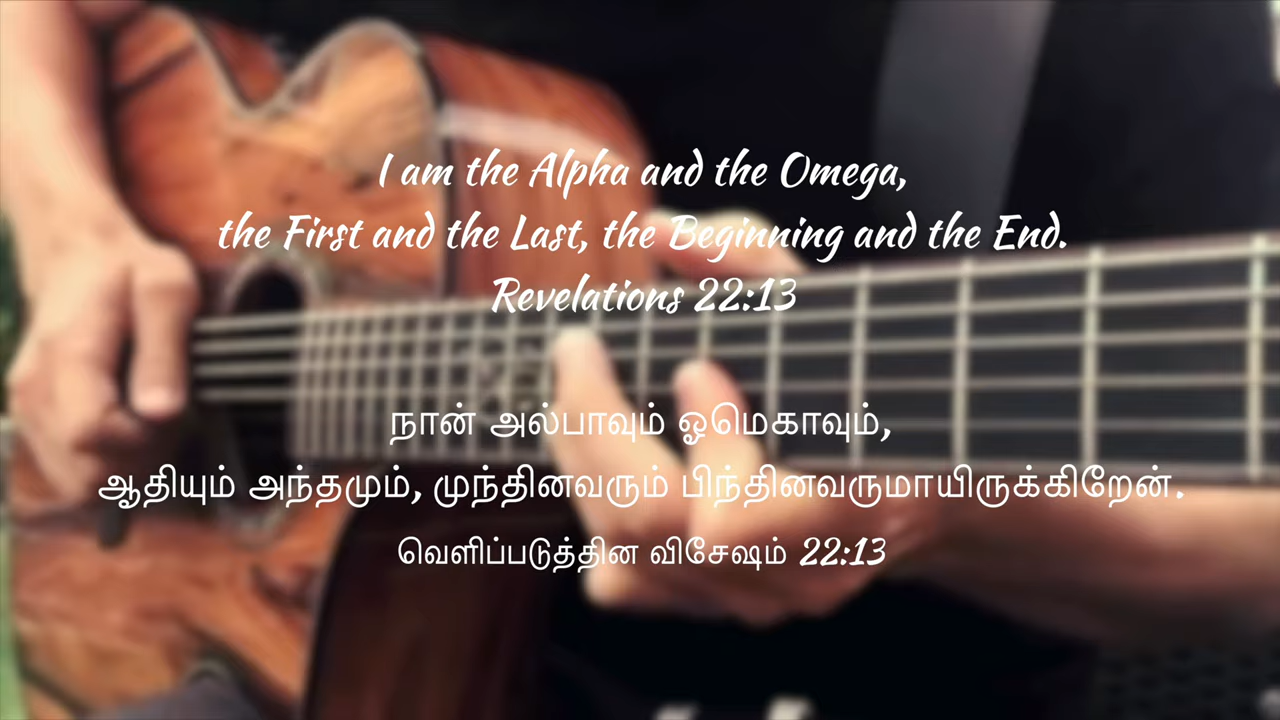 I am the Alpha and the Omega,
the First and the Last, the Beginning and the End.
Revelations 22:13
நான் அல்பாவும் ஓமெகாவும்,
ஆதியும் அந்தமும், முந்தினவரும் பிந்தினவருமாயிருக்கிறேன்.
வெளிப்படுத்தின விசேஷம் 22:13